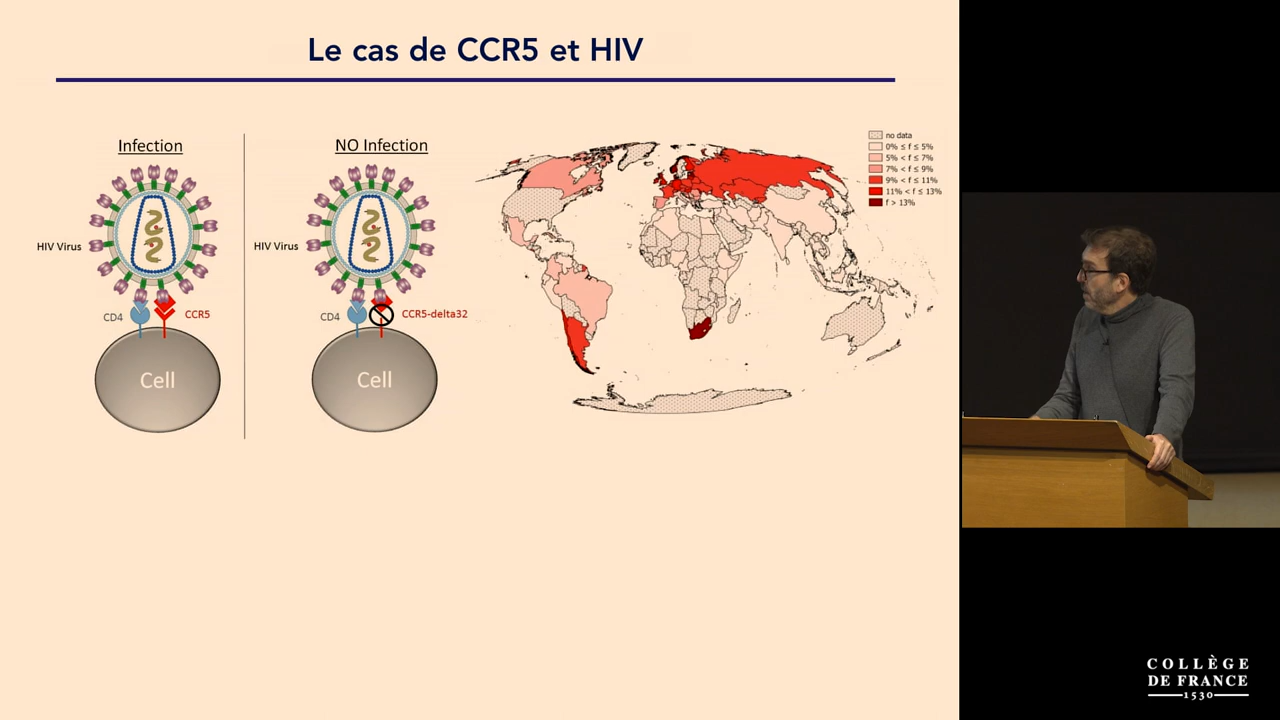 Le cas de CCR5 et HIV
Infection
HIV Virus
CD4
CCR5
Cell
NO Infection
HIV Virus
CD4
CCR5-delta32
Cell
no data
0% ≤ f ≤ 5%
5% < f ≤ 7%
7% < f ≤ 9%
9% < f ≤ 11%
11% < f ≤ 13%
f > 13%
COLLÈGE
DE FRANCE
1530